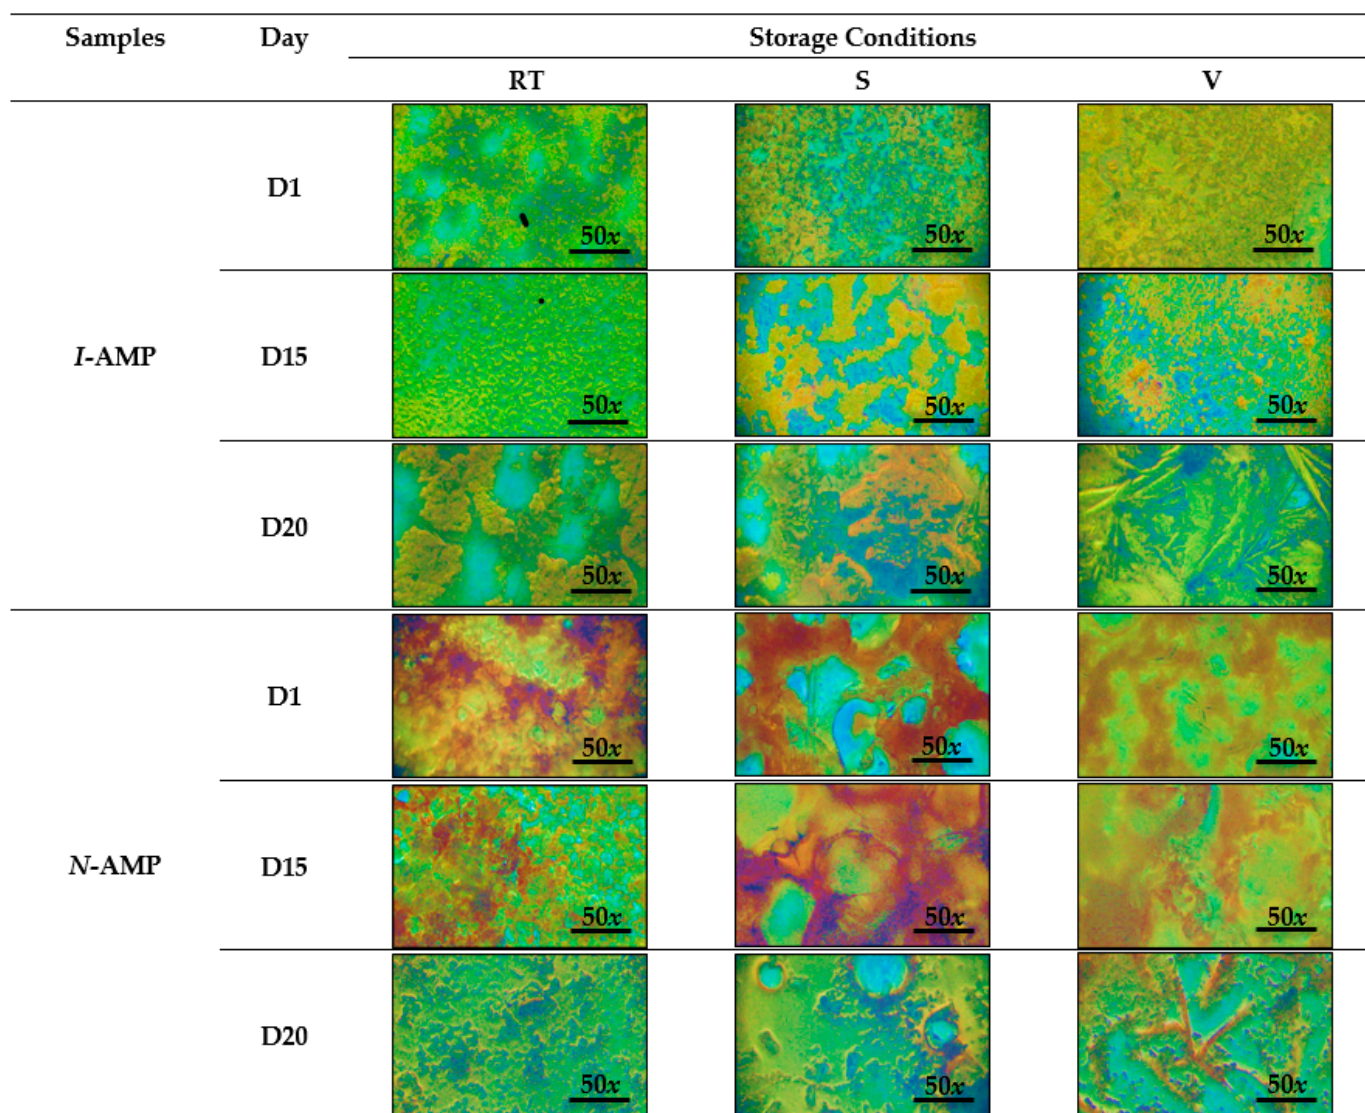 Samples Day Storage Conditions
RT S V
D1 50x 50x 50x
I-AMP D15 50x 50x 50x
D20 50x 50x 50x
D1 50x 50x 50x
N-AMP D15 50x 50x 50x
D20 50x 50x 50x